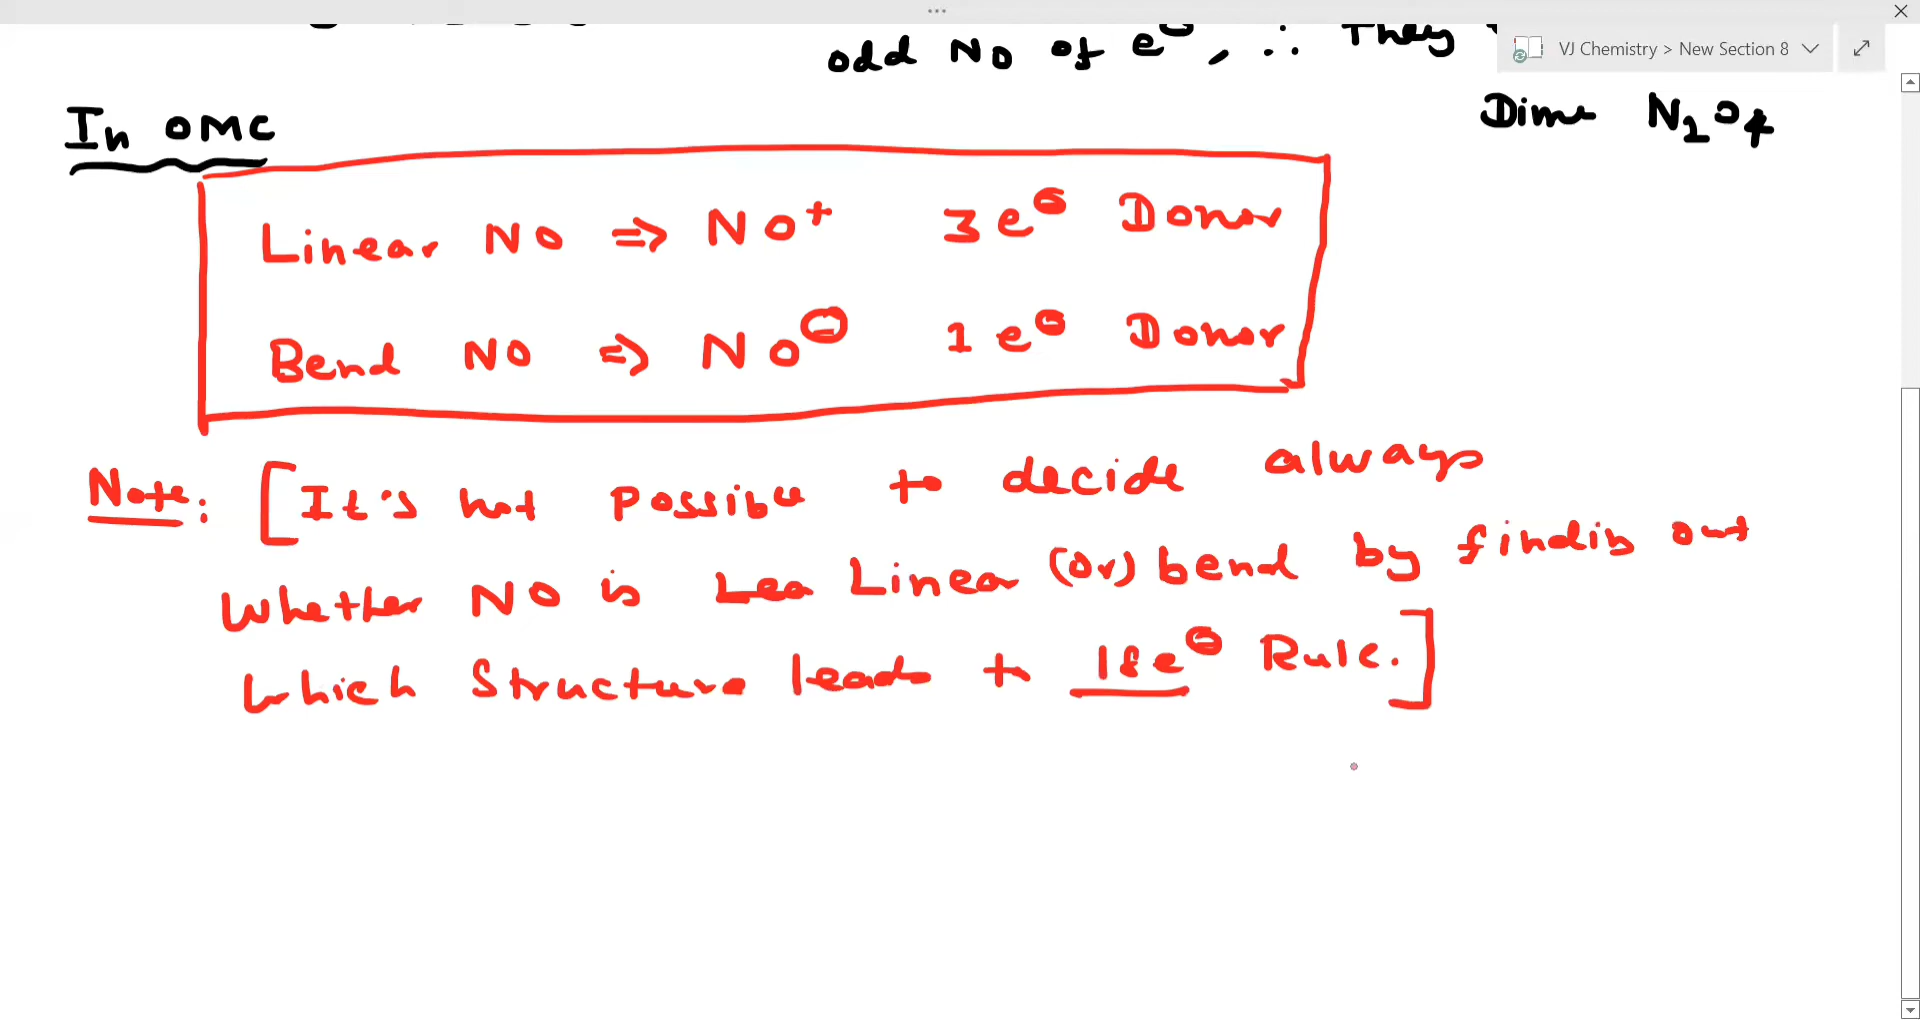 odd NO of e⊖, ∴ They
VJ Chemistry > New Section 8
In OMC
Dime N2O4
Linear NO ⇒ NO+ 3e⊖ Donor
Bend NO ⇒ NO⊖ 1e⊖ Donor
Note: [It's not possible to decide always
whether NO is Linear (or) bend by findig out
which structure leads to 18e⊖ Rule.]